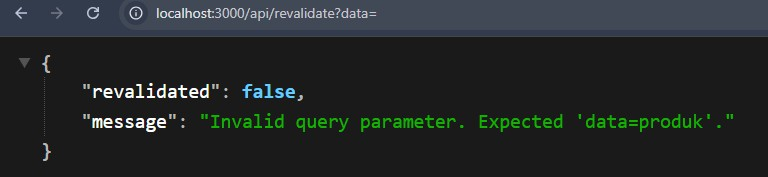 localhost:3000/api/revalidate?data=
{
"revalidated": false,
"message": "Invalid query parameter. Expected 'data=produk'."
}